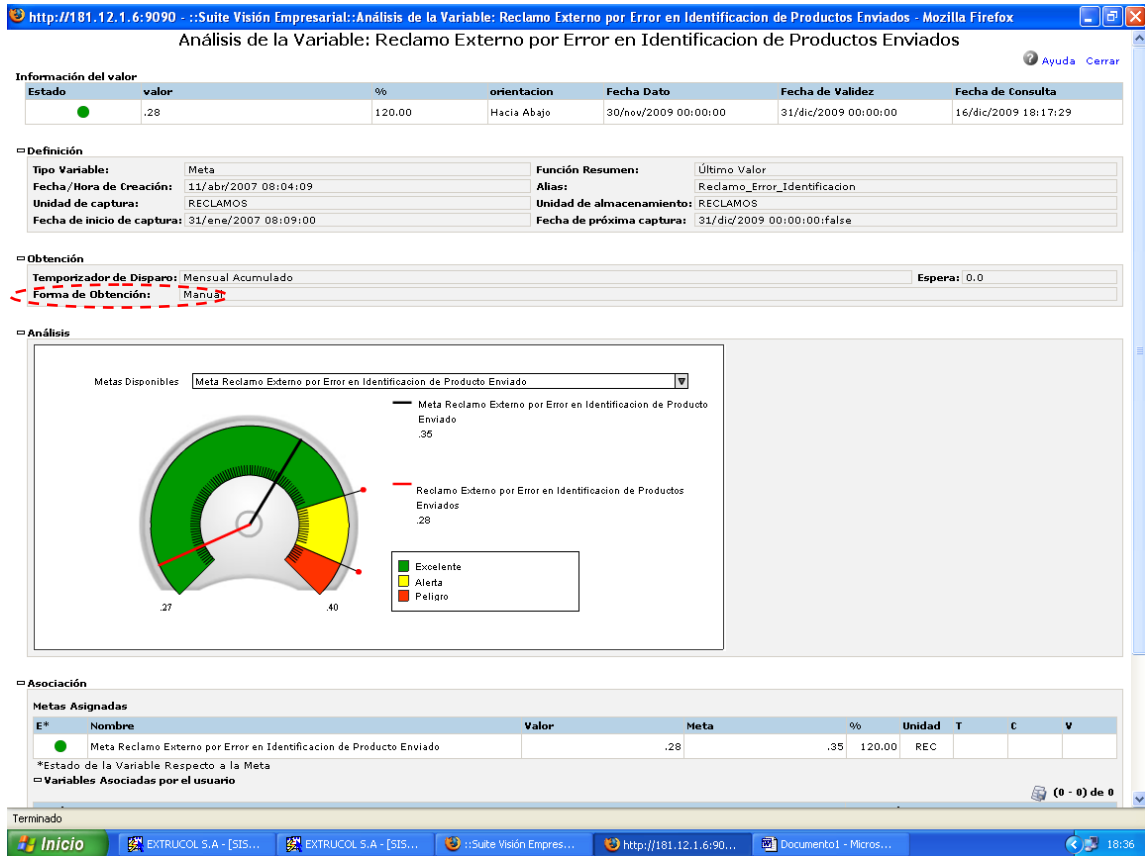 http://181.12.1.6:9090 - ::Suite Visión Empresarial::Análisis de la Variable: Reclamo Externo por Error en Identificacion de Productos Enviados - Mozilla Firefox
Análisis de la Variable: Reclamo Externo por Error en Identificacion de Productos Enviados
Ayuda Cerrar
Información del valor
Estado valor % orientacion Fecha Dato Fecha de Validez Fecha de Consulta
.28 120.00 Hacia Abajo 30/nov/2009 00:00:00 31/dic/2009 00:00:00 16/dic/2009 18:17:29
Definición
Tipo Variable: Meta Función Resumen: Último Valor
Fecha/Hora de Creación: 11/abr/2007 08:04:09 Alias: Reclamo_Error_Identificacion
Unidad de captura: RECLAMOS Unidad de almacenamiento: RECLAMOS
Fecha de inicio de captura: 31/ene/2007 08:09:00 Fecha de próxima captura: 31/dic/2009 00:00:00:false
Obtención
Temporizador de Disparo: Mensual Acumulado Espera: 0.0
Forma de Obtención: Manual
Análisis
Metas Disponibles Meta Reclamo Externo por Error en Identificacion de Producto Enviado
Meta Reclamo Externo por Error en Identificacion de Producto
Enviado
.35
Reclamo Externo por Error en Identificacion de Productos
Enviados
.28
Excelente
Alerta
Peligro
.27 .40
Asociación
Metas Asignadas
E* Nombre Valor Meta % Unidad T C V
Meta Reclamo Externo por Error en Identificacion de Producto Enviado .28 .35 120.00 REC
*Estado de la Variable Respecto a la Meta
Variables Asociadas por el usuario
(0 - 0) de 0
Terminado
Inicio EXTRUCOL S.A - [SIS... EXTRUCOL S.A - [SIS... ::Suite Visión Empres... http://181.12.1.6:90... Documento1 - Micros... 18:36